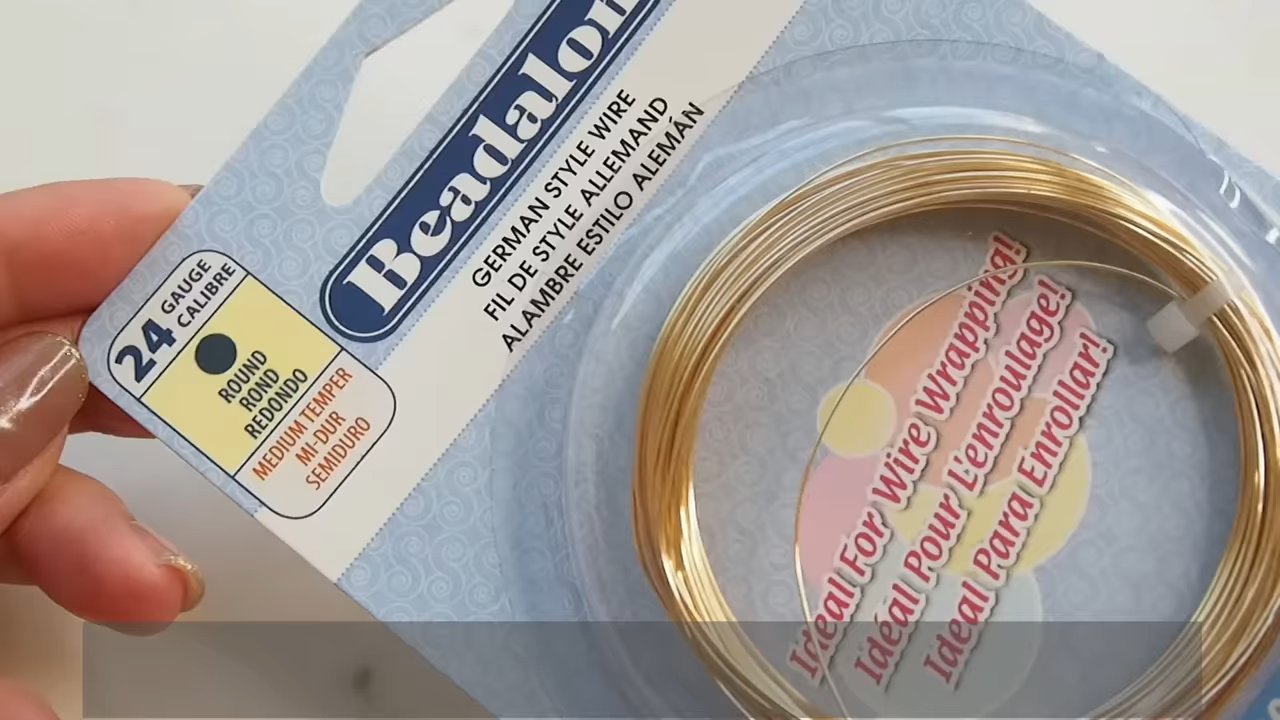 Beadalon
GERMAN STYLE WIRE
FIL DE STYLE ALLEMAND
ALAMBRE ESTILO ALEMÁN
24 GAUGE
CALIBRE
ROUND
ROND
REDONDO
MEDIUM TEMPER
MI-DUR
SEMIDURO
Ideal For Wire Wrapping!
Idéal Pour L'enroulage!
Ideal Para Enrollar!